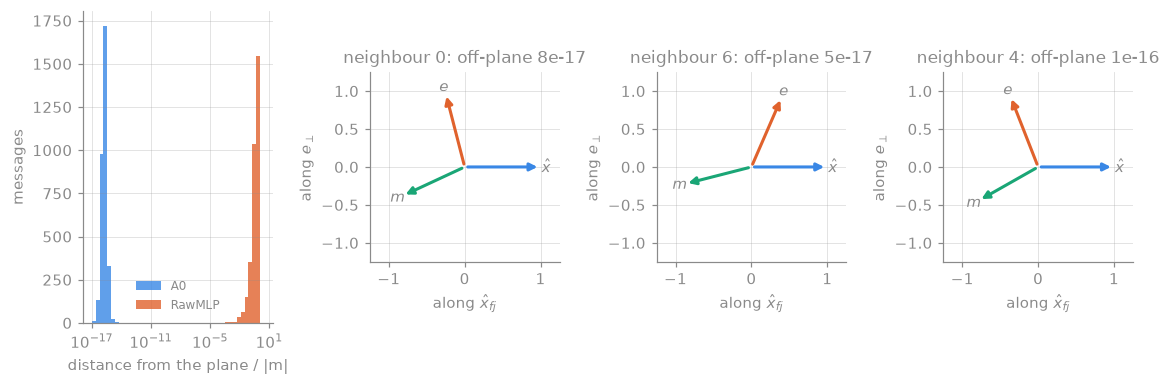 1750
1500
1250
1000
750
500
250
0
messages
10⁻¹⁷ 10⁻¹¹ 10⁻⁵ 10¹
distance from the plane / |m|
A0
RawMLP
neighbour 0: off-plane 8e-17
1.0
0.5
0.0
−0.5
−1.0
along e⊥
e
x̂
m
−1 0 1
along x̂fj
neighbour 6: off-plane 5e-17
1.0
0.5
0.0
−0.5
−1.0
along e⊥
e
x̂
m
−1 0 1
along x̂fj
neighbour 4: off-plane 1e-16
1.0
0.5
0.0
−0.5
−1.0
along e⊥
e
x̂
m
−1 0 1
along x̂fj